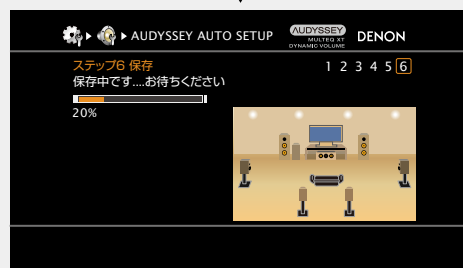 AUDYSSEY AUTO SETUP
AUDYSSEY
MULTEQ XT
DYNAMIC VOLUME
DENON
ステップ6 保存
1 2 3 4 5 6
保存中です....お待ちください
20%